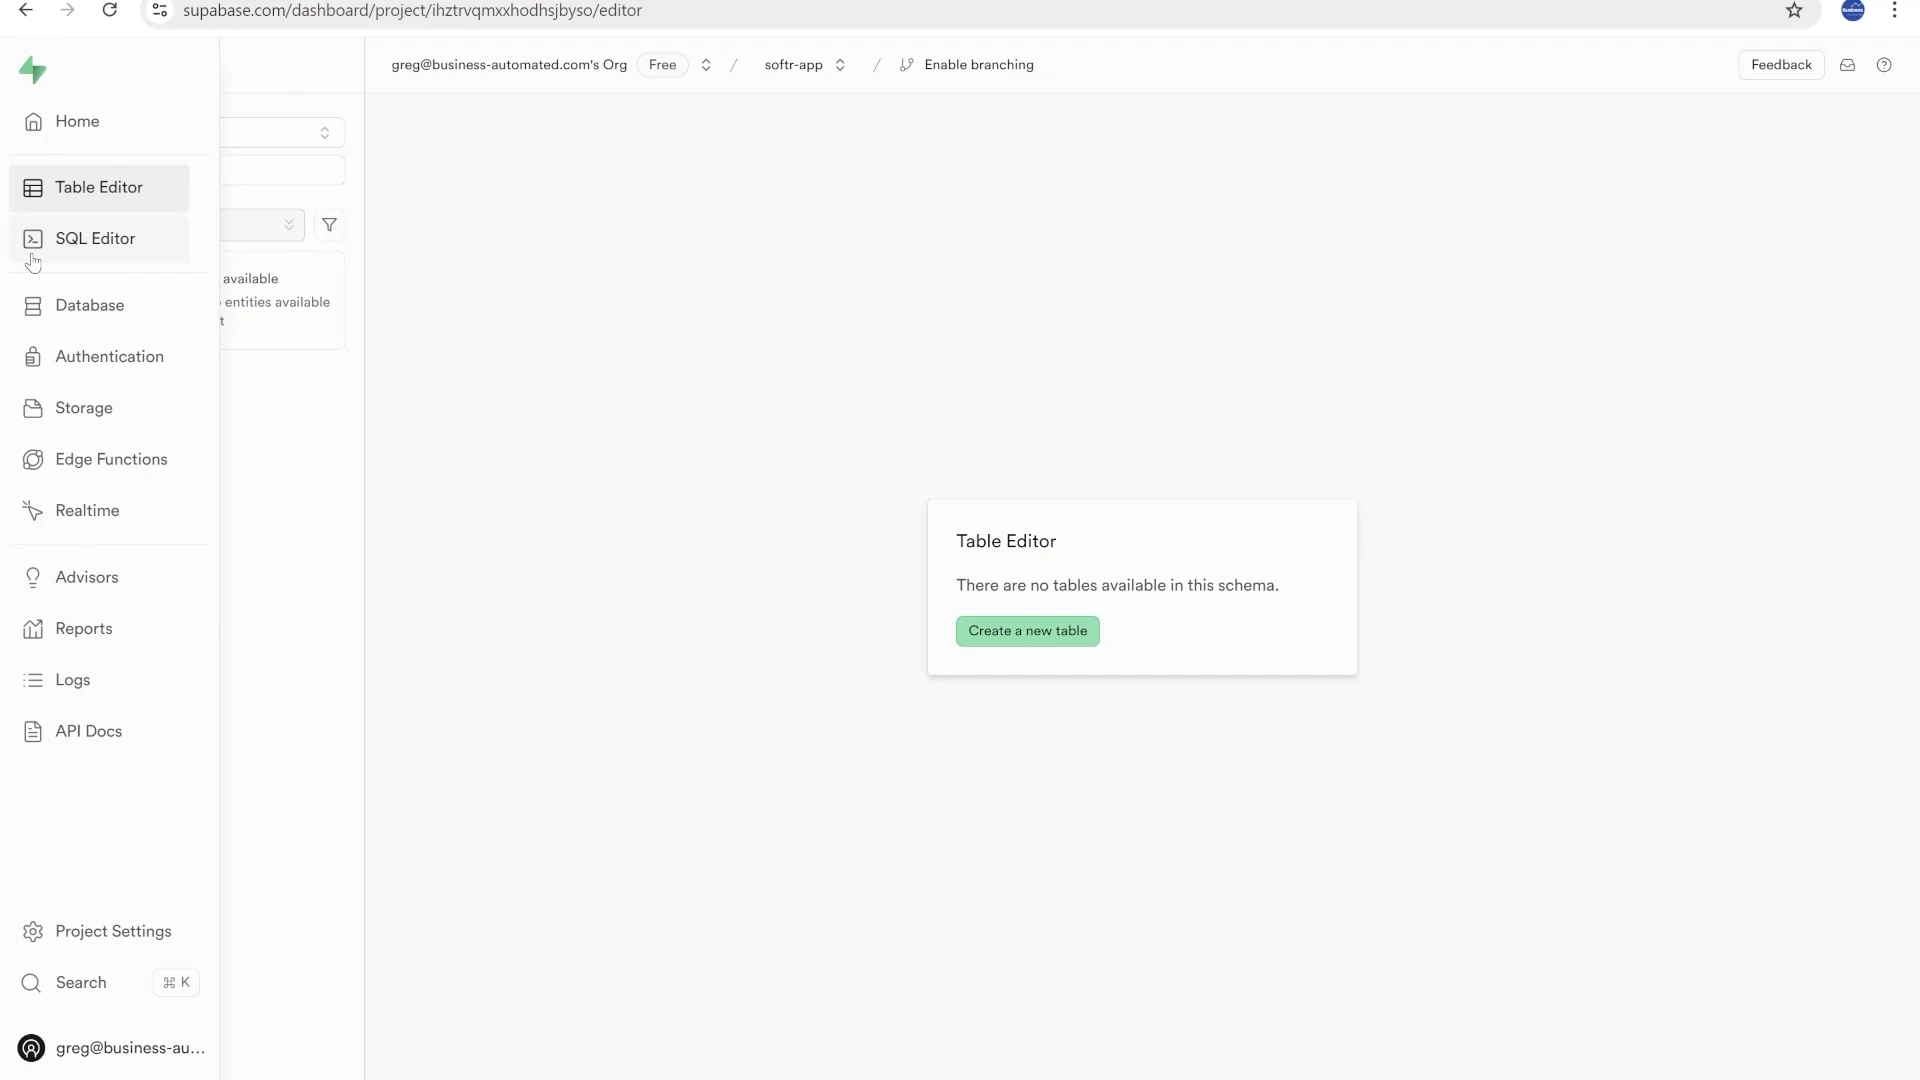 supabase.com/dashboard/project/ihztrvqmxxhodhsjbyso/editor
greg@business-automated.com's Org Free / softr-app / Enable branching Feedback
Home
Table Editor
SQL Editor
Database
Authentication
Storage
Edge Functions
Realtime
Advisors
Reports
Logs
API Docs
Project Settings
Search ⌘ K
greg@business-au...
available
entities available
t
Table Editor
There are no tables available in this schema.
Create a new table